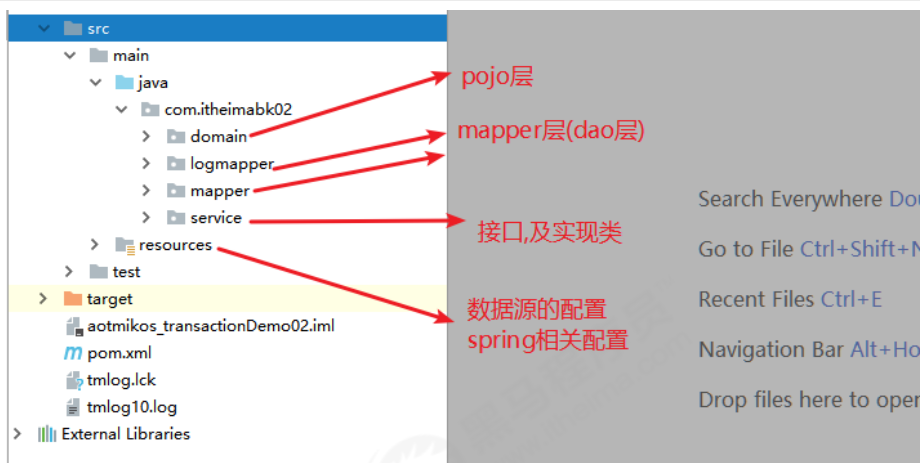 src
main
java
com.itheimabk02
domain
logmapper
mapper
service
resources
test
target
aotmikos_transactionDemo02.iml
pom.xml
tmlog.lck
tmlog10.log
External Libraries
pojo层
mapper层(dao层)
接口,及实现类
数据源的配置
spring相关配置
Search Everywhere
Go to File Ctrl+Shift+
Recent Files Ctrl+E
Navigation Bar Alt+Ho
Drop files here to oper